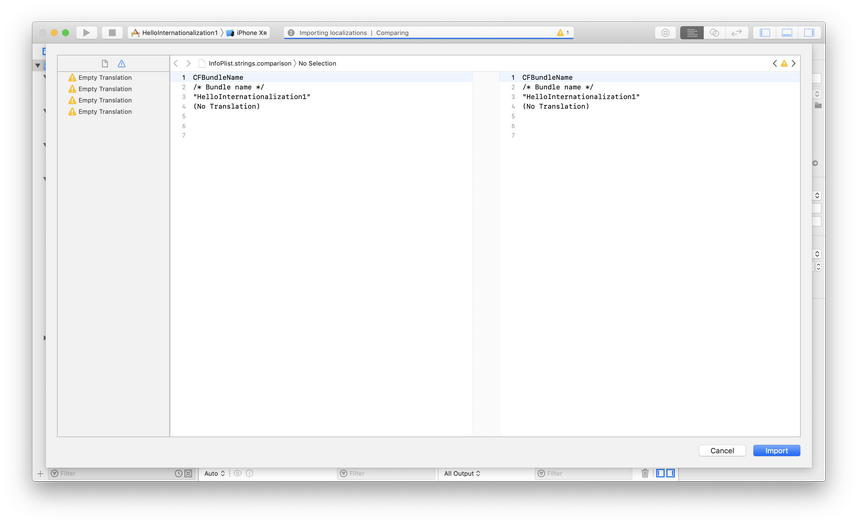 HelloInternationalization1 〉 iPhone Xʀ
Importing localizations | Comparing
1
InfoPlist.strings.comparison 〉 No Selection
Empty Translation
Empty Translation
Empty Translation
Empty Translation
1 CFBundleName
2 /* Bundle name */
3 "HelloInternationalization1"
4 (No Translation)
5
6
7
1 CFBundleName
2 /* Bundle name */
3 "HelloInternationalization1"
4 (No Translation)
5
6
7
Cancel
Import
Filter
Auto
Filter
All Output
Filter